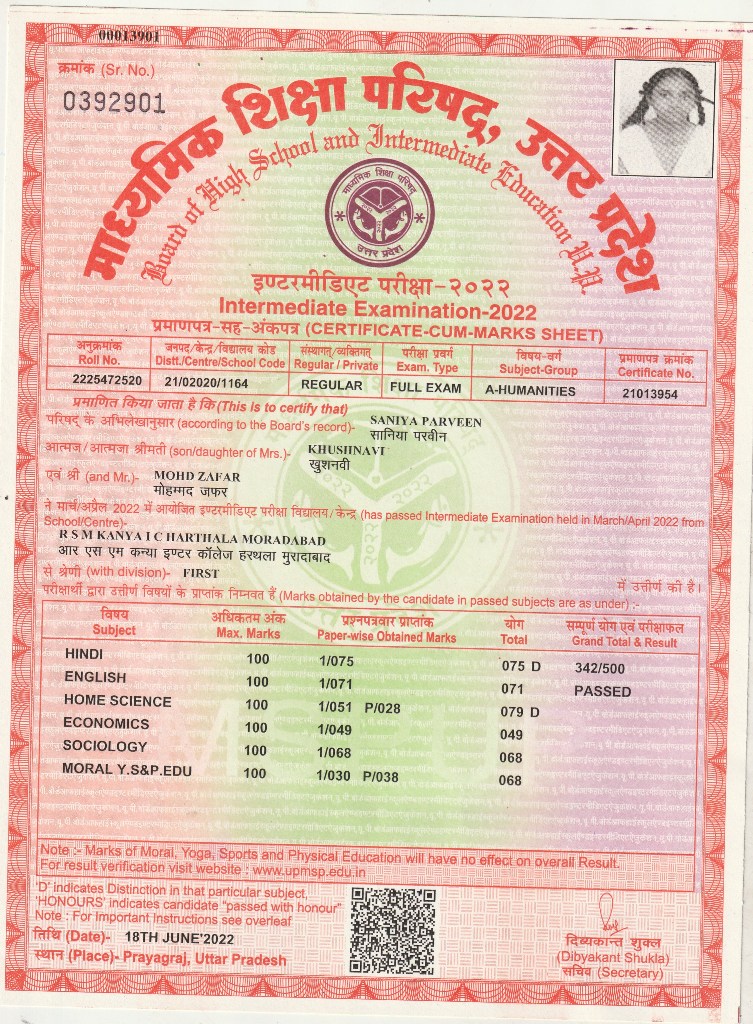 00013901
क्रमांक (Sr. No.)
0392901
माध्यमिक शिक्षा परिषद्, उत्तर प्रदेश
Board of High School and Intermediate Education U.P.
माध्यमिक शिक्षा परिषद्
उत्तर प्रदेश
इण्टरमीडिएट परीक्षा-२०२२
Intermediate Examination-2022
प्रमाणपत्र-सह-अंकपत्र (CERTIFICATE-CUM-MARKS SHEET)
अनुक्रमांक जनपद/केन्द्र/विद्यालय कोड संस्थागत/व्यक्तिगत परीक्षा प्रवर्ग विषय-वर्ग प्रमाणपत्र क्रमांक
Roll No. Distt./Centre/School Code Regular / Private Exam. Type Subject-Group Certificate No.
2225472520 21/02020/1164 REGULAR FULL EXAM A-HUMANITIES 21013954
प्रमाणित किया जाता है कि (This is to certify that)
परिषद् के अभिलेखानुसार (according to the Board's record)- SANIYA PARVEEN
सानिया परवीन
आत्मज/आत्मजा श्रीमती (son/daughter of Mrs.)- KHUSHNAVI
खुशनवी
एवं श्री (and Mr.)- MOHD ZAFAR
मोहम्मद जफर
ने मार्च/अप्रैल 2022 में आयोजित इण्टरमीडिएट परीक्षा विद्यालय/केन्द्र (has passed Intermediate Examination held in March/April 2022 from
School/Centre)-
R S M KANYA I C HARTHALA MORADABAD
आर एस एम कन्या इण्टर कॉलेज हरथला मुरादाबाद
से श्रेणी (with division)- FIRST में उत्तीर्ण की है।
परीक्षार्थी द्वारा उत्तीर्ण विषयों के प्राप्तांक निम्नवत हैं (Marks obtained by the candidate in passed subjects are as under) :-
विषय अधिकतम अंक प्रश्नपत्रवार प्राप्तांक योग सम्पूर्ण योग एवं परीक्षाफल
Subject Max. Marks Paper-wise Obtained Marks Total Grand Total & Result
HINDI 100 1/075 075 D 342/500
ENGLISH 100 1/071 071 PASSED
HOME SCIENCE 100 1/051 P/028 079 D
ECONOMICS 100 1/049 049
SOCIOLOGY 100 1/068 068
MORAL Y.S&P.EDU 100 1/030 P/038 068
Note :- Marks of Moral, Yoga, Sports and Physical Education will have no effect on overall Result.
For result verification visit website : www.upmsp.edu.in
'D' indicates Distinction in that particular subject,
'HONOURS' indicates candidate "passed with honour"
Note : For Important Instructions see overleaf
तिथि (Date)- 18TH JUNE'2022
स्थान (Place)- Prayagraj, Uttar Pradesh
दिव्यकान्त शुक्ल
(Dibyakant Shukla)
सचिव (Secretary)